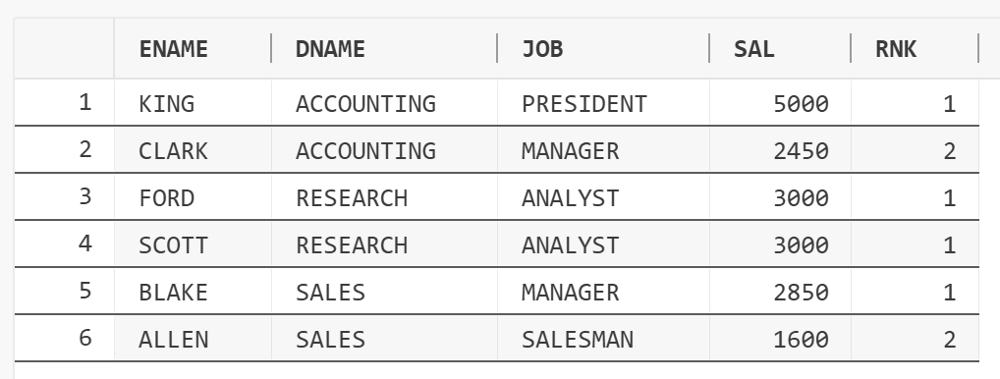 ENAME DNAME JOB SAL RNK
1 KING ACCOUNTING PRESIDENT 5000 1
2 CLARK ACCOUNTING MANAGER 2450 2
3 FORD RESEARCH ANALYST 3000 1
4 SCOTT RESEARCH ANALYST 3000 1
5 BLAKE SALES MANAGER 2850 1
6 ALLEN SALES SALESMAN 1600 2